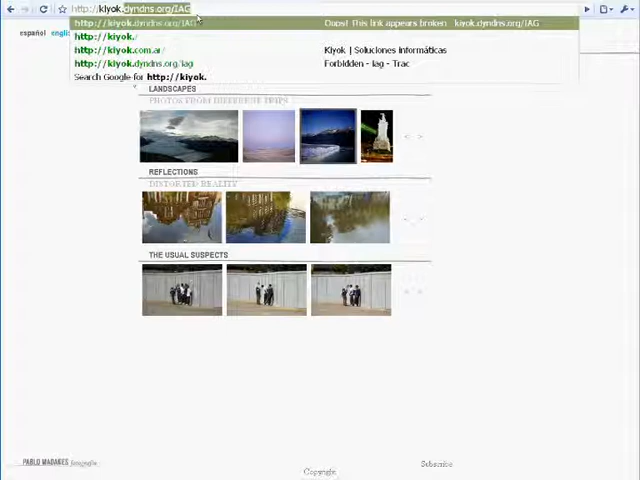 http://kiyok.dyndns.org/IAG
http://kiyok.dyndns.org/IAG Oops! This link appears broken kiyok.dyndns.org/IAG
español english http://kiyok./
http://kiyok.com.ar/ Kiyok | Soluciones informáticas
http://kiyok.dyndns.org/iag Forbidden - Iag - Trac
Search Google for http://kiyok.
LANDSCAPES
PHOTOS FROM DIFFERENT TRIPS
< >
REFLECTIONS
DISTORTED REALITY
THE USUAL SUSPECTS
PABLO fotografía
Subscribe
Copyright